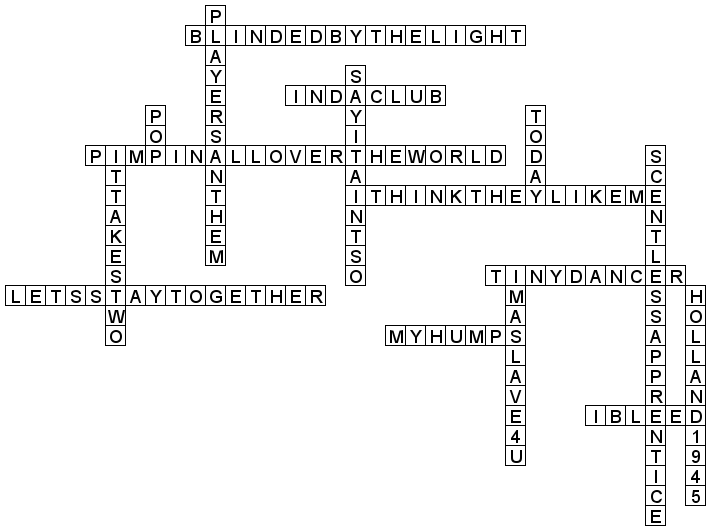 PLAYERSANTHEM
BLINDEDBYTHELIGHT
SAYITAINTSO
INDACLUB
POP
TODAY
PIMPINALLOVERTHEWORLD
ITTAKESTWO
SCENTLESSAPPRENTICE
ITHINKTHEYLIKEME
TINYDANCER
IMASLAVE4U
LETSSTAYTOGETHER
HOLLAND1945
MYHUMPS
IBLEED